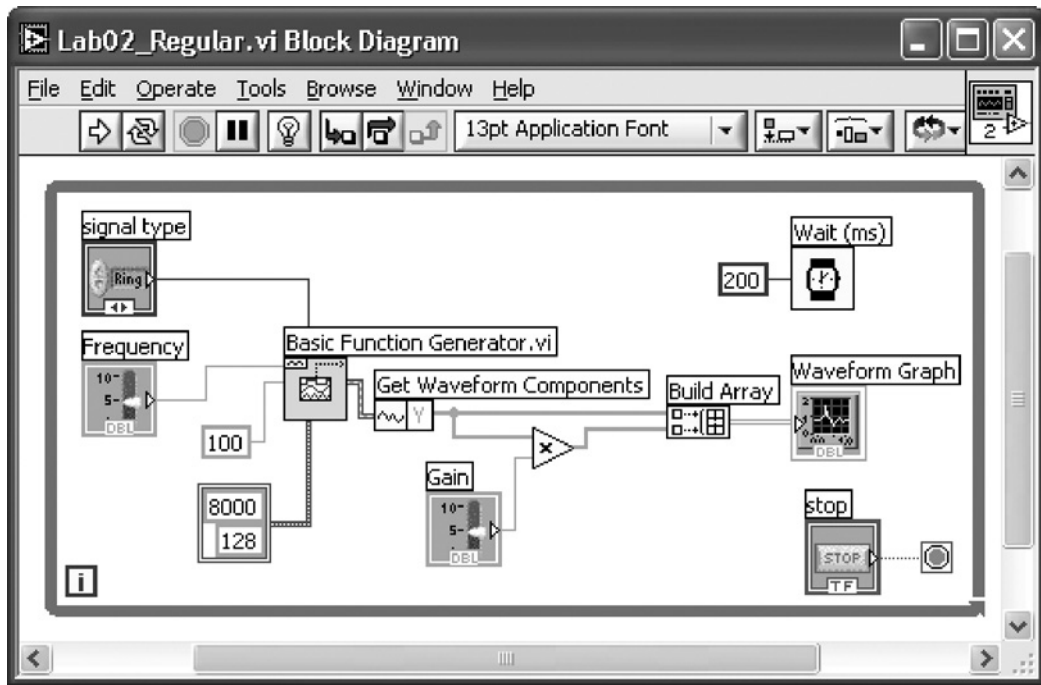 Lab02_Regular.vi Block Diagram
File Edit Operate Tools Browse Window Help
13pt Application Font
2
signal type
Ring
Wait (ms)
200
Frequency
10-
5-
DBL
Basic Function Generator.vi
Get Waveform Components
Y
Build Array
Waveform Graph
DBL
100
x
Gain
10-
5-
DBL
8000
128
stop
STOP
TF
i